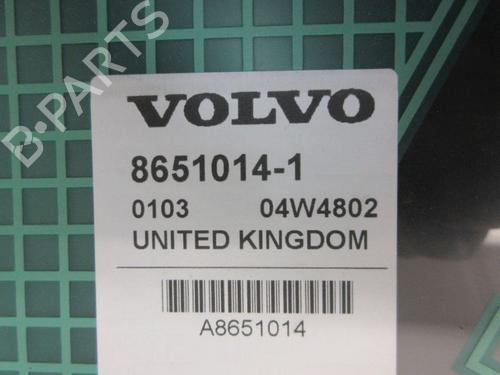 VOLVO
8651014-1
0103 04W4802
UNITED KINGDOM
A8651014
B-PARTS